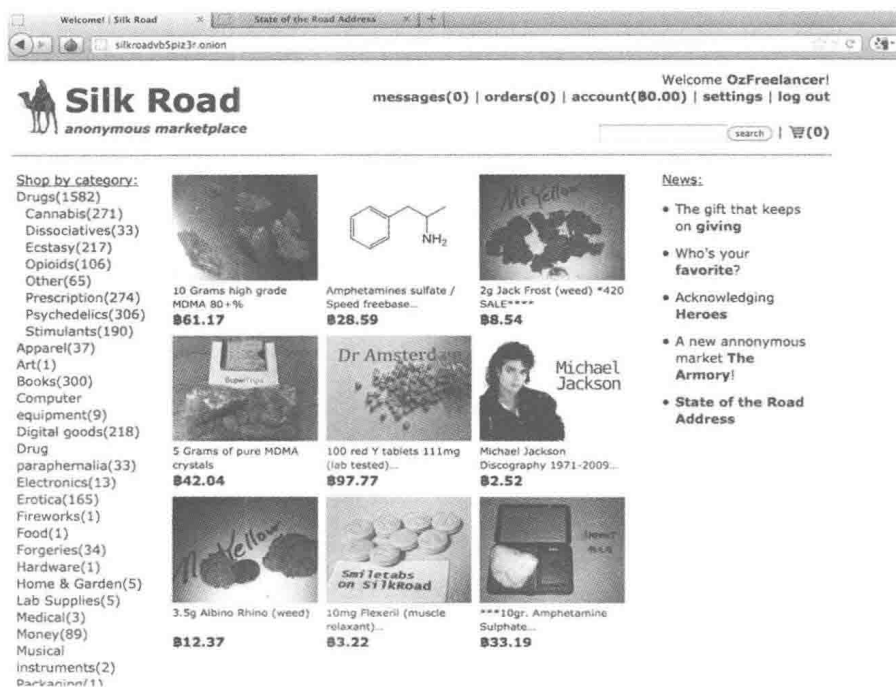 Welcome! | Silk Road
State of the Road Address
silkroadvb5piz3r.onion
Silk Road
anonymous marketplace
Welcome OzFreelancer!
messages(0) | orders(0) | account(฿0.00) | settings | log out
search | (0)
Shop by category:
Drugs(1582)
Cannabis(271)
Dissociatives(33)
Ecstasy(217)
Opioids(106)
Other(65)
Prescription(274)
Psychedelics(306)
Stimulants(190)
Apparel(37)
Art(1)
Books(300)
Computer
equipment(9)
Digital goods(218)
Drug
paraphernalia(33)
Electronics(13)
Erotica(165)
Fireworks(1)
Food(1)
Forgeries(34)
Hardware(1)
Home & Garden(5)
Lab Supplies(5)
Medical(3)
Money(89)
Musical
instruments(2)
Packaging(1)
10 Grams high grade
MDMA 80+%
฿61.17
NH₂
Amphetamines sulfate /
Speed freebase...
฿28.59
Mr Yellow
2g Jack Frost (weed) *420
SALE****
฿8.54
5 Grams of pure MDMA
crystals
฿42.04
Dr Amsterdam
100 red Y tablets 111mg
(lab tested)...
฿97.77
Michael
Jackson
Michael Jackson
Discography 1971-2009...
฿2.52
Mr Yellow
3.5g Albino Rhino (weed)
฿12.37
Smiletabs
on SilkRoad
10mg Flexeril (muscle
relaxant)...
฿3.22
***10gr. Amphetamine
Sulphate...
฿33.19
News:
• The gift that keeps
on giving
• Who's your
favorite?
• Acknowledging
Heroes
• A new annonymous
market The
Armory!
• State of the Road
Address